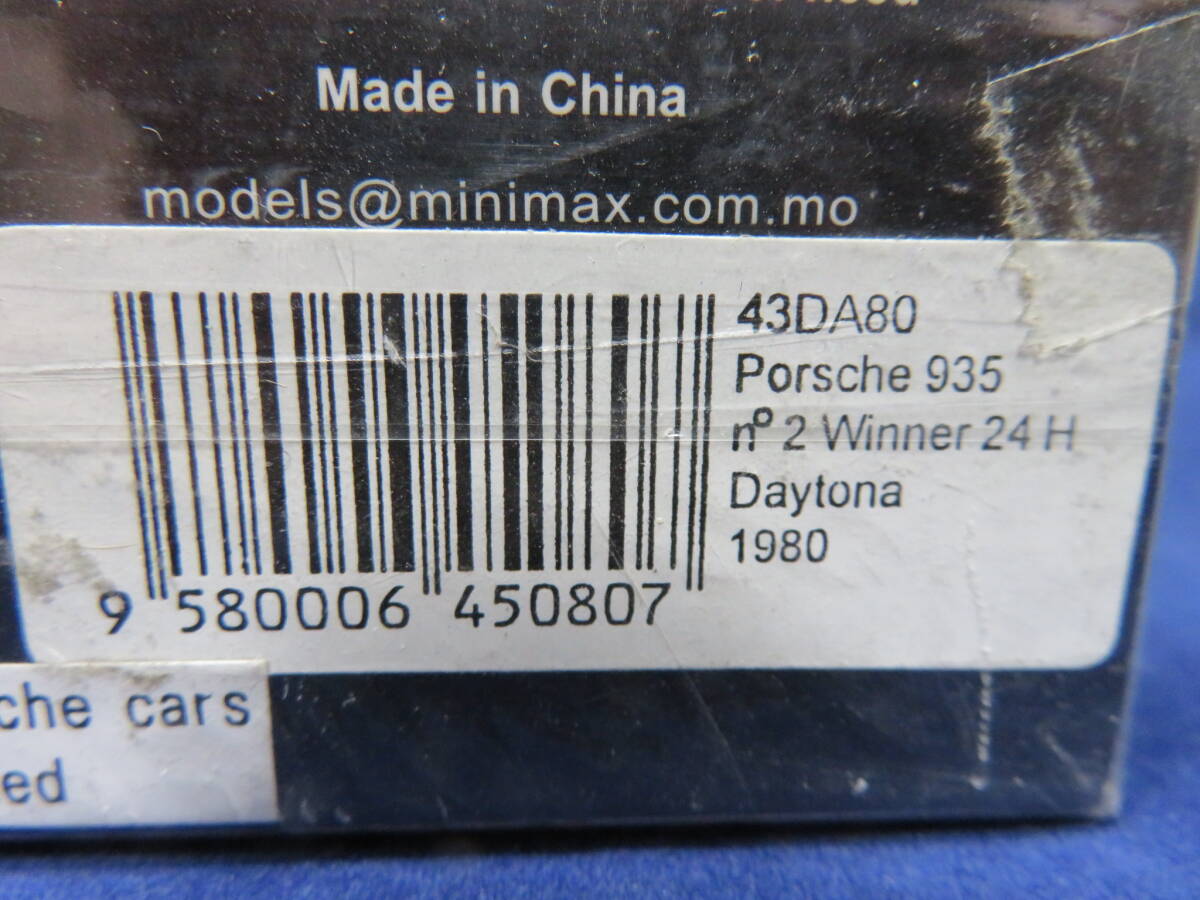 Made in China
models@minimax.com.mo
43DA80
Porsche 935
nº 2 Winner 24 H
Daytona
1980
9 580006 450807
che cars
ed